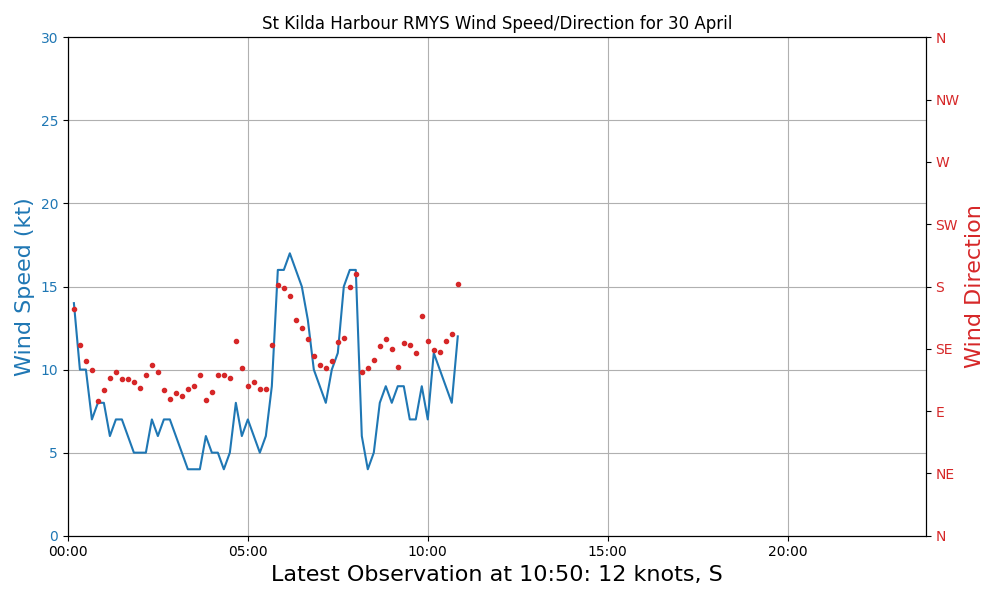 St Kilda Harbour RMYS Wind Speed/Direction for 30 April
30
25
20
15
10
5
0
Wind Speed (kt)
N
NW
W
SW
S
SE
E
NE
N
Wind Direction
00:00 05:00 10:00 15:00 20:00
Latest Observation at 10:50: 12 knots, S